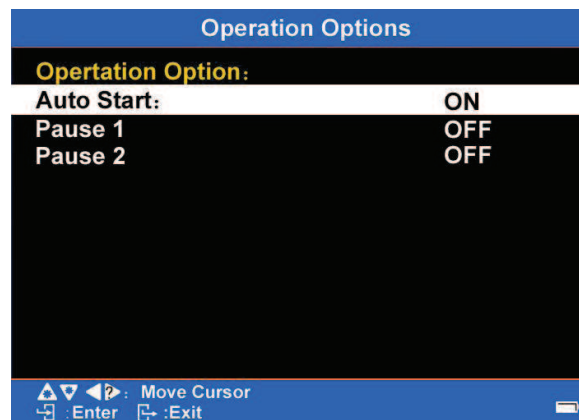 Operation Options
Opertation Option:
Auto Start: ON
Pause 1 OFF
Pause 2 OFF
?: Move Cursor
:Enter :Exit